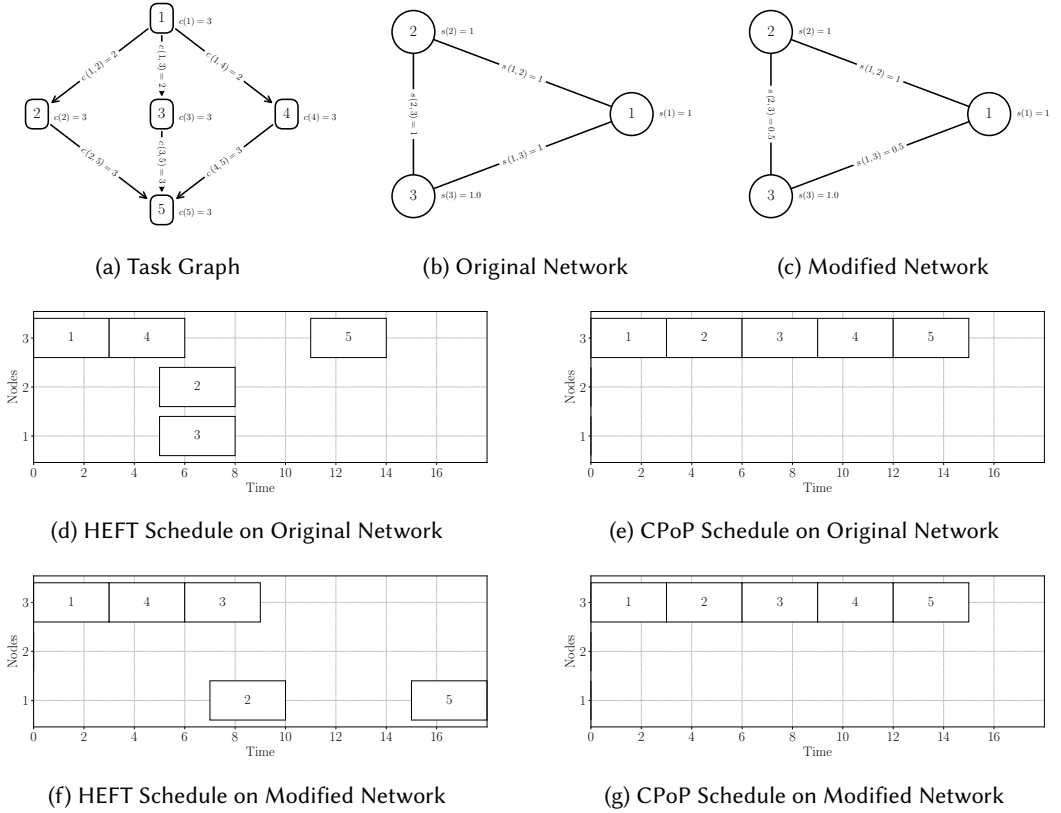 1
c(1) = 3
c(1, 2) = 2
c(1, 3) = 2
c(1, 4) = 2
2
c(2) = 3
3
c(3) = 3
4
c(4) = 3
c(2, 5) = 3
c(3, 5) = 3
c(4, 5) = 3
5
c(5) = 3
(a) Task Graph
2
s(2) = 1
s(1, 2) = 1
s(2, 3) = 1
1
s(1) = 1
s(1, 3) = 1
3
s(3) = 1.0
(b) Original Network
2
s(2) = 1
s(1, 2) = 1
s(2, 3) = 0.5
1
s(1) = 1
s(1, 3) = 0.5
3
s(3) = 1.0
(c) Modified Network
Nodes
3
2
1
1
4
5
2
3
0 2 4 6 8 10 12 14 16
Time
(d) HEFT Schedule on Original Network
Nodes
3
2
1
1 2 3 4 5
0 2 4 6 8 10 12 14 16
Time
(e) CPoP Schedule on Original Network
Nodes
3
2
1
1 4 3
2 5
0 2 4 6 8 10 12 14 16
Time
(f) HEFT Schedule on Modified Network
Nodes
3
2
1
1 2 3 4 5
0 2 4 6 8 10 12 14 16
Time
(g) CPoP Schedule on Modified Network